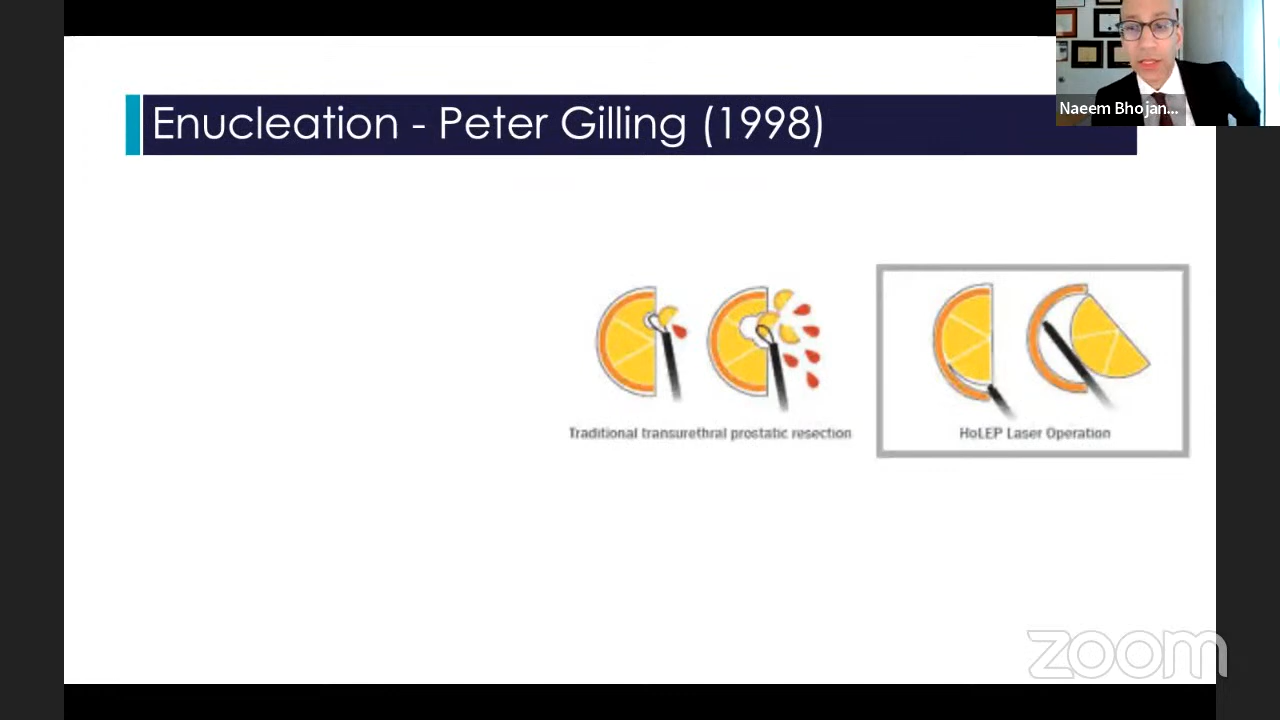 Enucleation - Peter Gilling (1998)
Naeem Bhojan...
Traditional transurethral prostatic resection
HoLEP Laser Operation
zoom